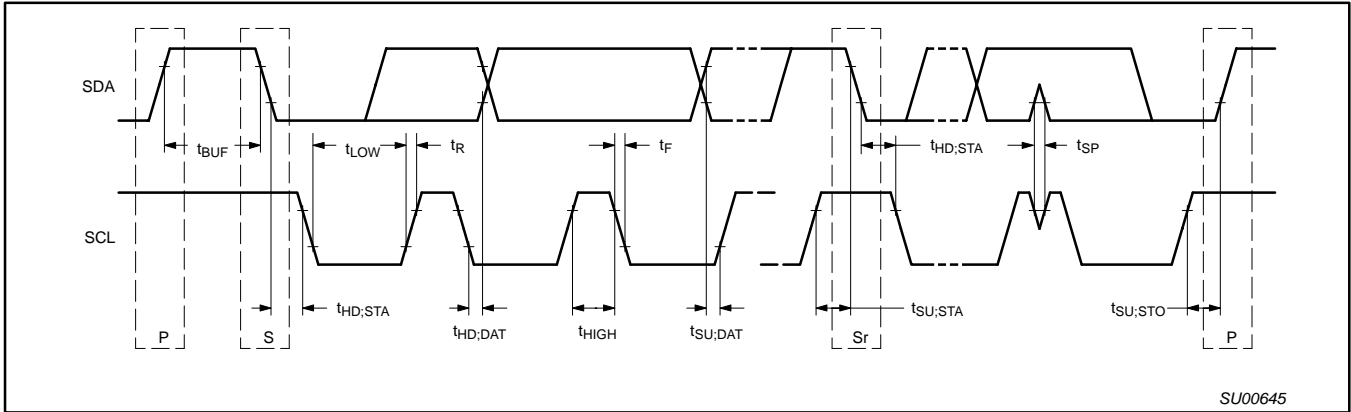 SDA
tBUF
tLOW
tR
tF
tHD;STA
tSP
SCL
tHD;STA
tHD;DAT
tHIGH
tSU;DAT
tSU;STA
tSU;STO
P
S
Sr
P
SU00645